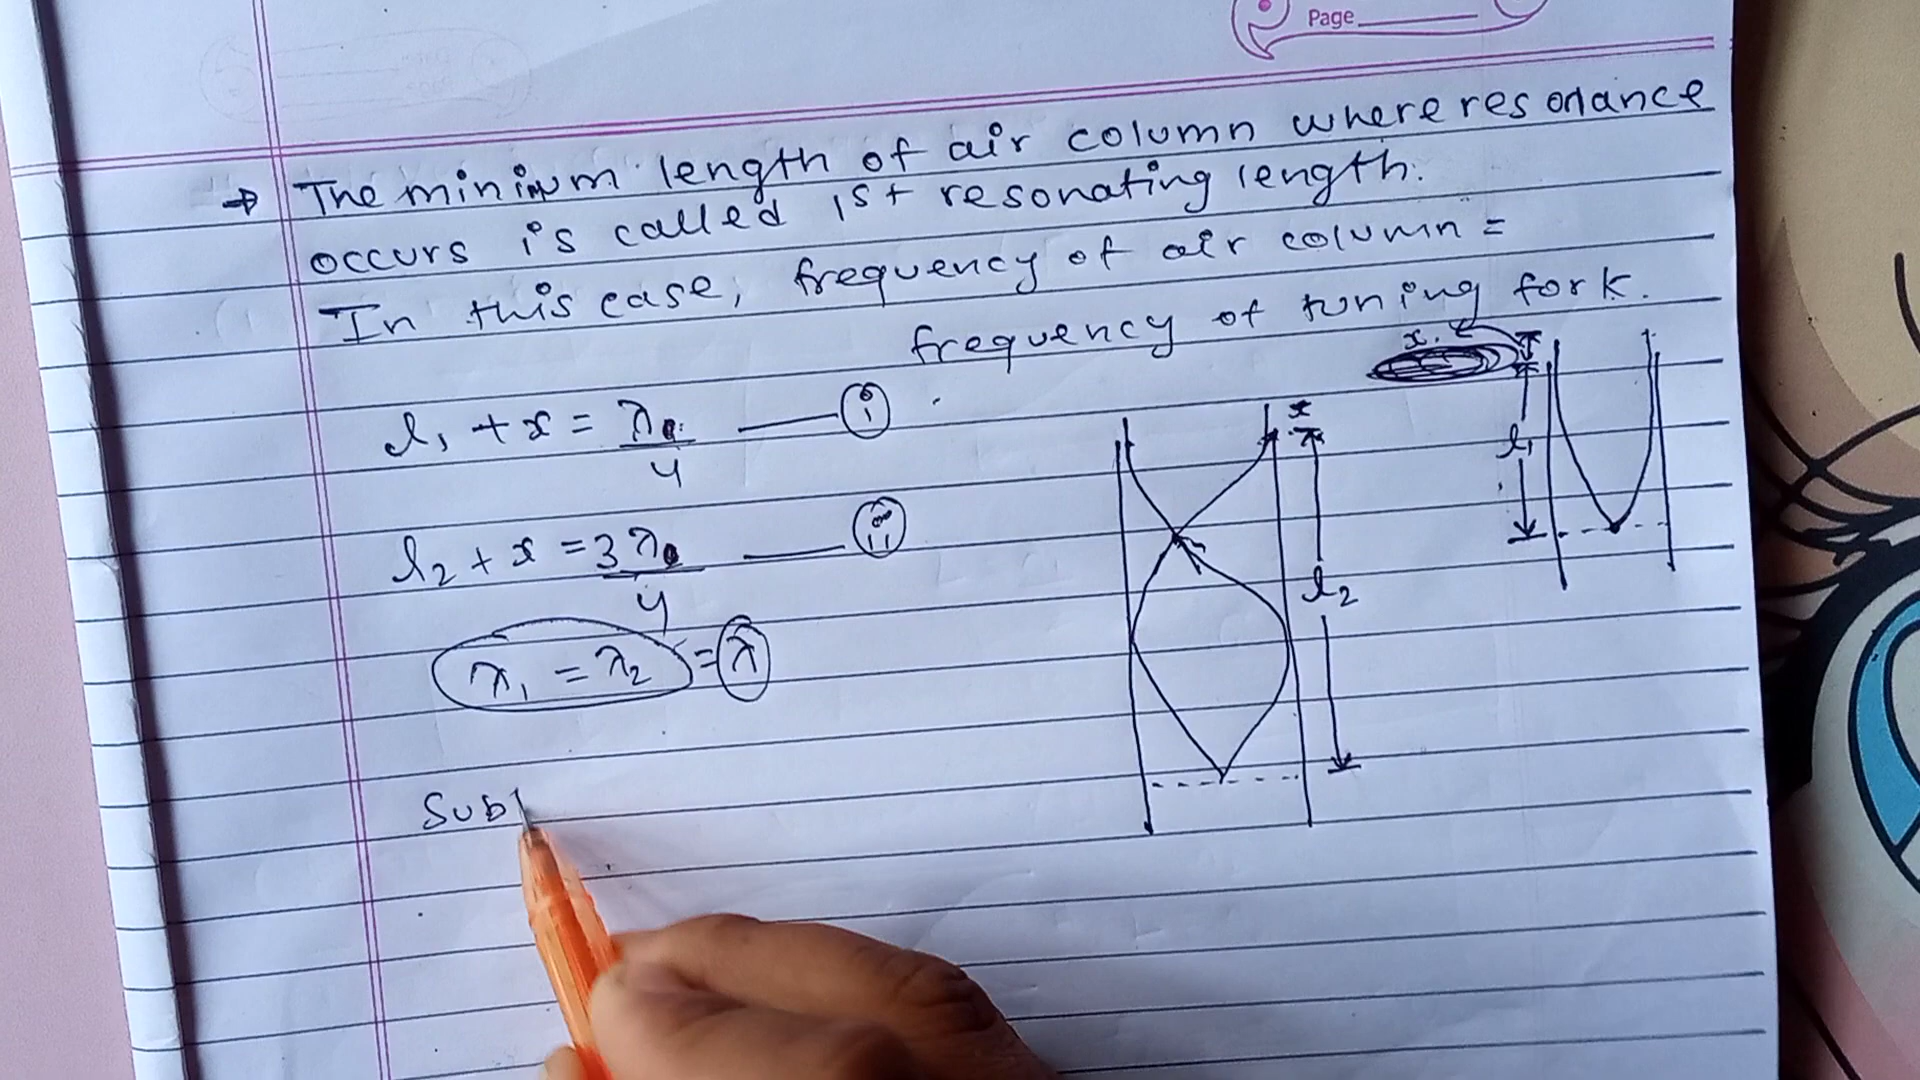 Page
→ The minimum length of air column where resonance
occurs is called 1st resonating length.
In this case, frequency of air column =
frequency of tuning fork.
x.
l₁ + x = λ/4 —— (i)
x
l₁
l₂ + x = 3λ/4 —— (ii)
l₂
λ₁ = λ₂ = λ
Subt